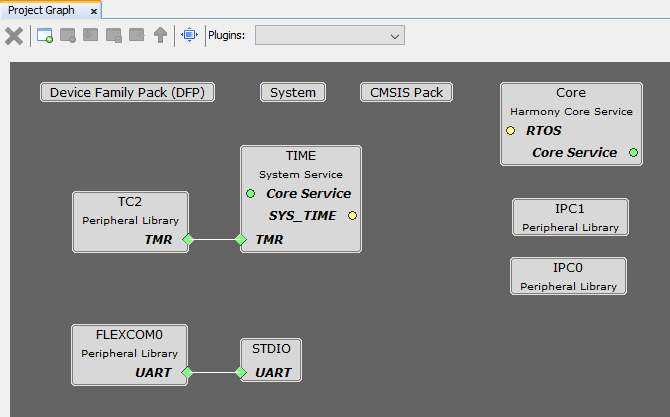 Project Graph
Plugins:
Device Family Pack (DFP)
System
CMSIS Pack
Core
Harmony Core Service
RTOS
Core Service
TIME
System Service
Core Service
SYS_TIME
TMR
TC2
Peripheral Library
TMR
IPC1
Peripheral Library
IPC0
Peripheral Library
FLEXCOM0
Peripheral Library
UART
STDIO
UART